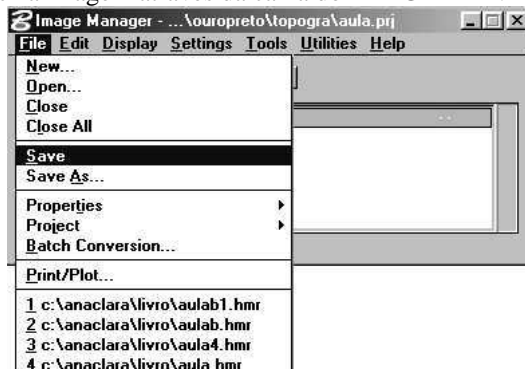 Image Manager - ...\ouropreto\topogra\aula.prj
File Edit Display Settings Tools Utilities Help
New...
Open...
Close
Close All
Save
Save As...
Properties
Project
Batch Conversion...
Print/Plot...
1 c:\anaclara\livro\aulab1.hmr
2 c:\anaclara\livro\aulab.hmr
3 c:\anaclara\livro\aula4.hmr
4 c:\anaclara\livro\aula.hmr